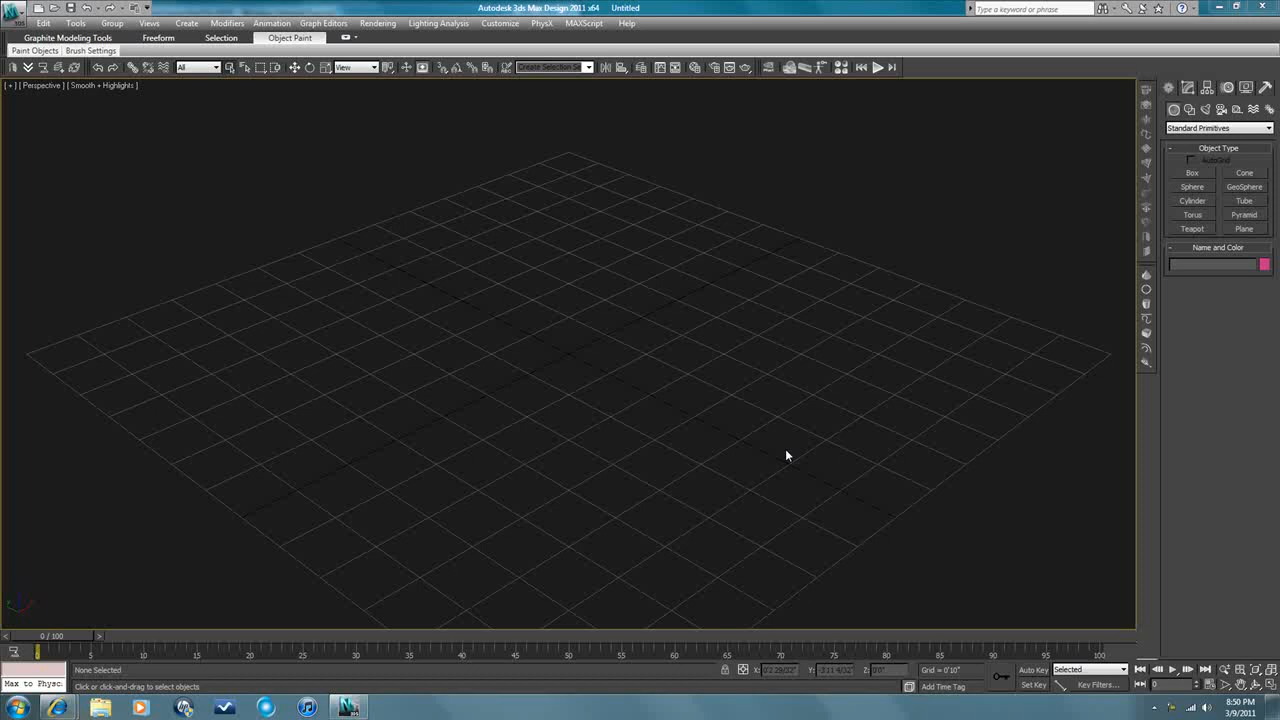 Autodesk 3ds Max Design 2011 x64 Untitled
Type a keyword or phrase
Edit Tools Group Views Create Modifiers Animation Graph Editors Rendering Lighting Analysis Customize PhysX MAXScript Help
Graphite Modeling Tools Freeform Selection Object Paint
Paint Objects Brush Settings
All View Create Selection Se
[ + ] [ Perspective ] [ Smooth + Highlights ]
Standard Primitives
- Object Type
AutoGrid
Box Cone
Sphere GeoSphere
Cylinder Tube
Torus Pyramid
Teapot Plane
- Name and Color
< 0 / 100 >
0 5 10 15 20 25 30 35 40 45 50 55 60 65 70 75 80 85 90 95 100
None Selected X: Y: Z: 0'0" Grid = 0'10" Auto Key Selected
Max to Physc. Click or click-and-drag to select objects Add Time Tag Set Key Key Filters... 0
8:50 PM
3/9/2011